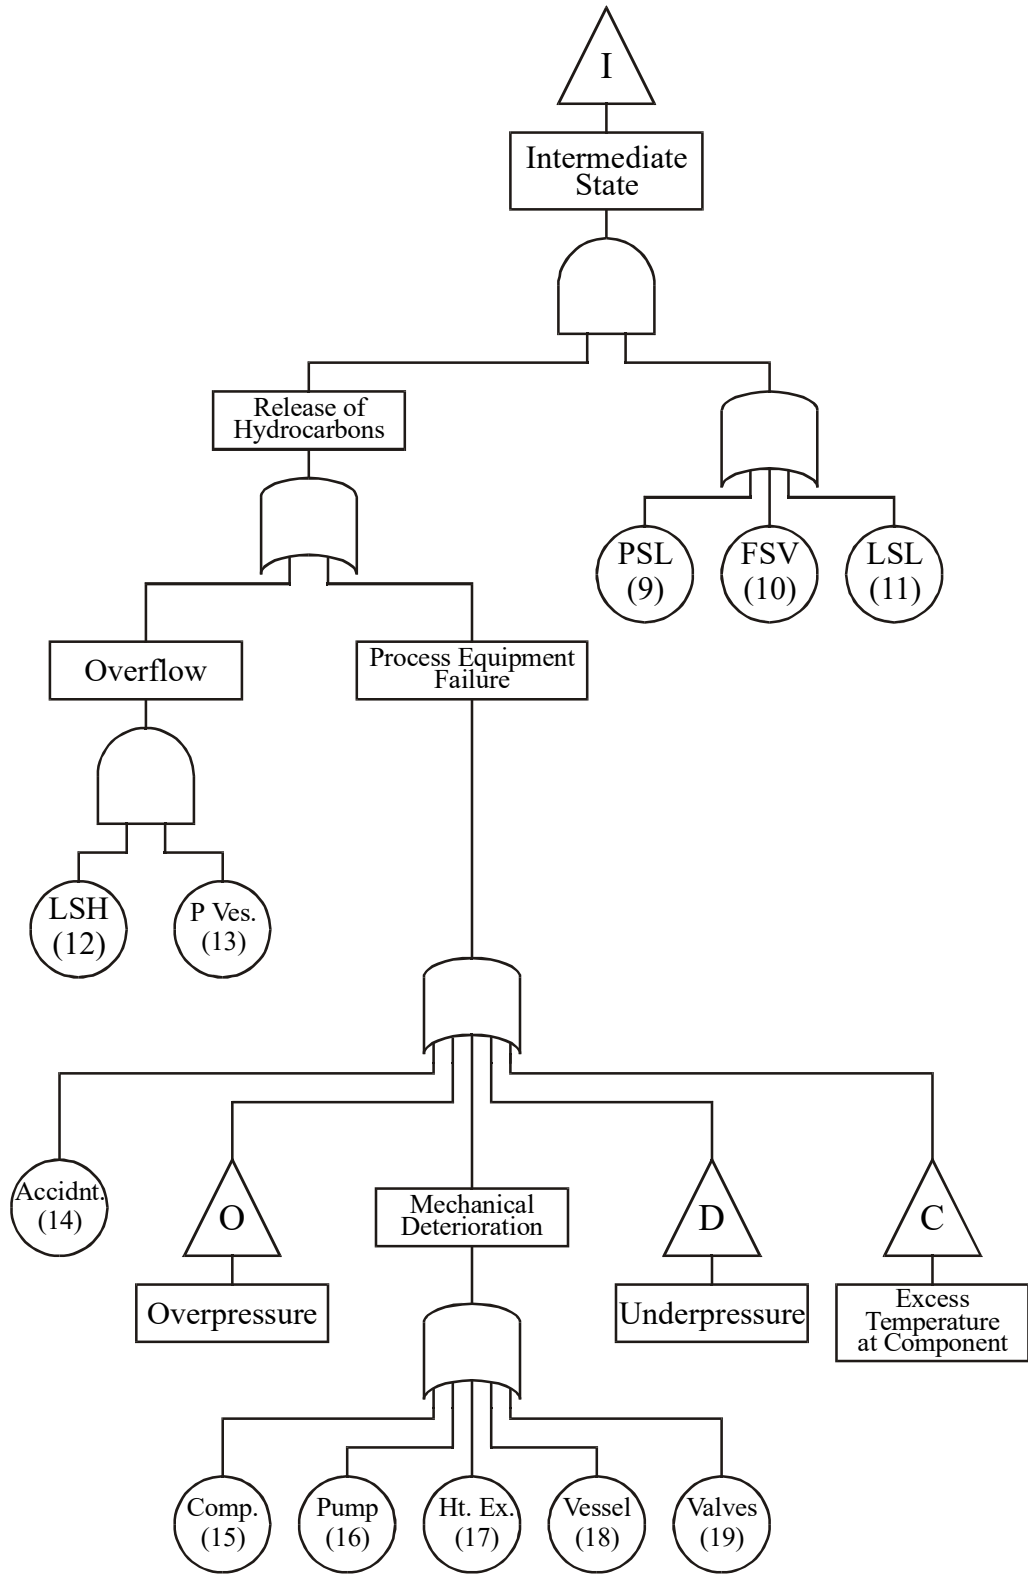 I
Intermediate
State
Release of
Hydrocarbons
PSL
(9)
FSV
(10)
LSL
(11)
Overflow
Process Equipment
Failure
LSH
(12)
P Ves.
(13)
Accidnt.
(14)
O
Overpressure
Mechanical
Deterioration
D
Underpressure
C
Excess
Temperature
at Component
Comp.
(15)
Pump
(16)
Ht. Ex.
(17)
Vessel
(18)
Valves
(19)